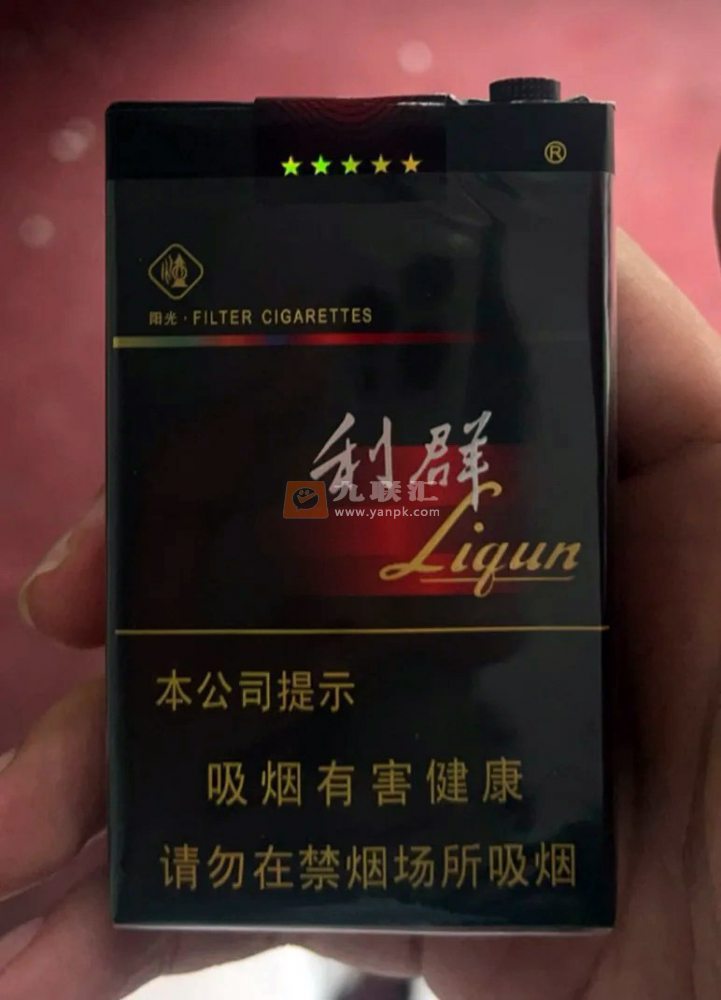 ★★★★★
®
阳光·FILTER CIGARETTES
利群
九联汇
www.yanpk.com
Liqun
本公司提示
吸烟有害健康
请勿在禁烟场所吸烟